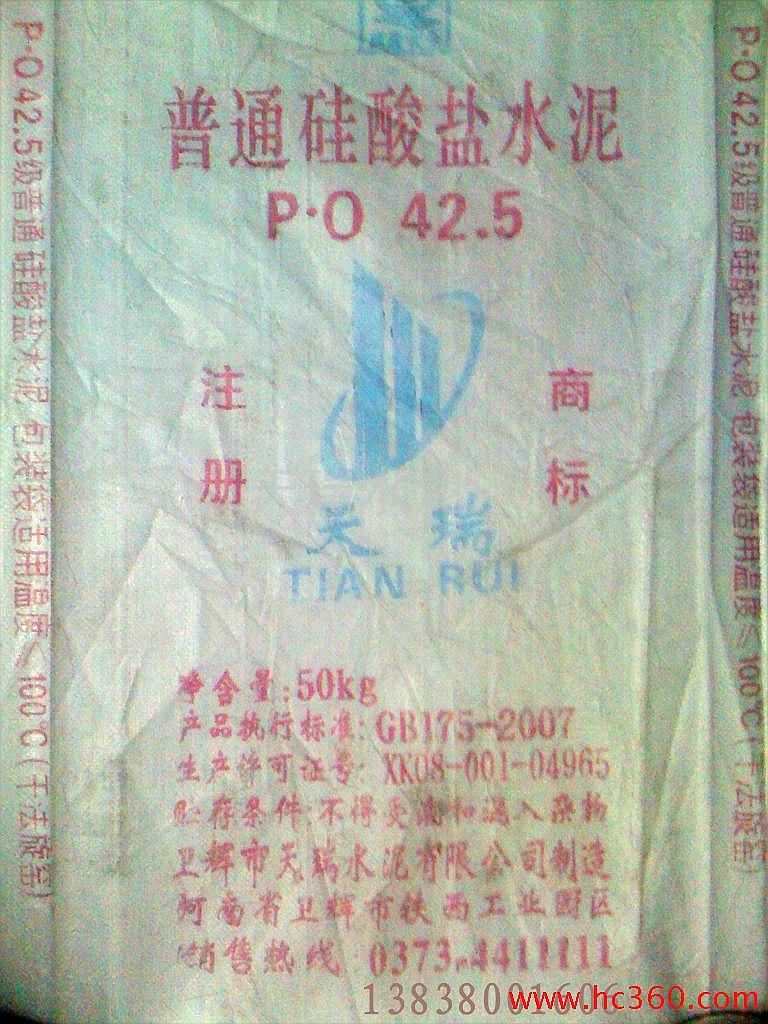 普通硅酸盐水泥
P·O 42.5
注册
商标
天瑞
TIAN RUI
净含量:50kg
产品执行标准:GB175-2007
生产许可证号:XK08-001-04965
贮存条件:不得受潮和混入杂物
卫辉市天瑞水泥有限公司制造
河南省卫辉市铁西工业园区
销售热线:0373-4411111
P·O 42.5级普通硅酸盐水泥 包装袋适用温度≤100℃(干法旋窑)
P·O 42.5级普通硅酸盐水泥 包装袋适用温度≤100℃(干法旋窑)
13838001606
www.hc360.com